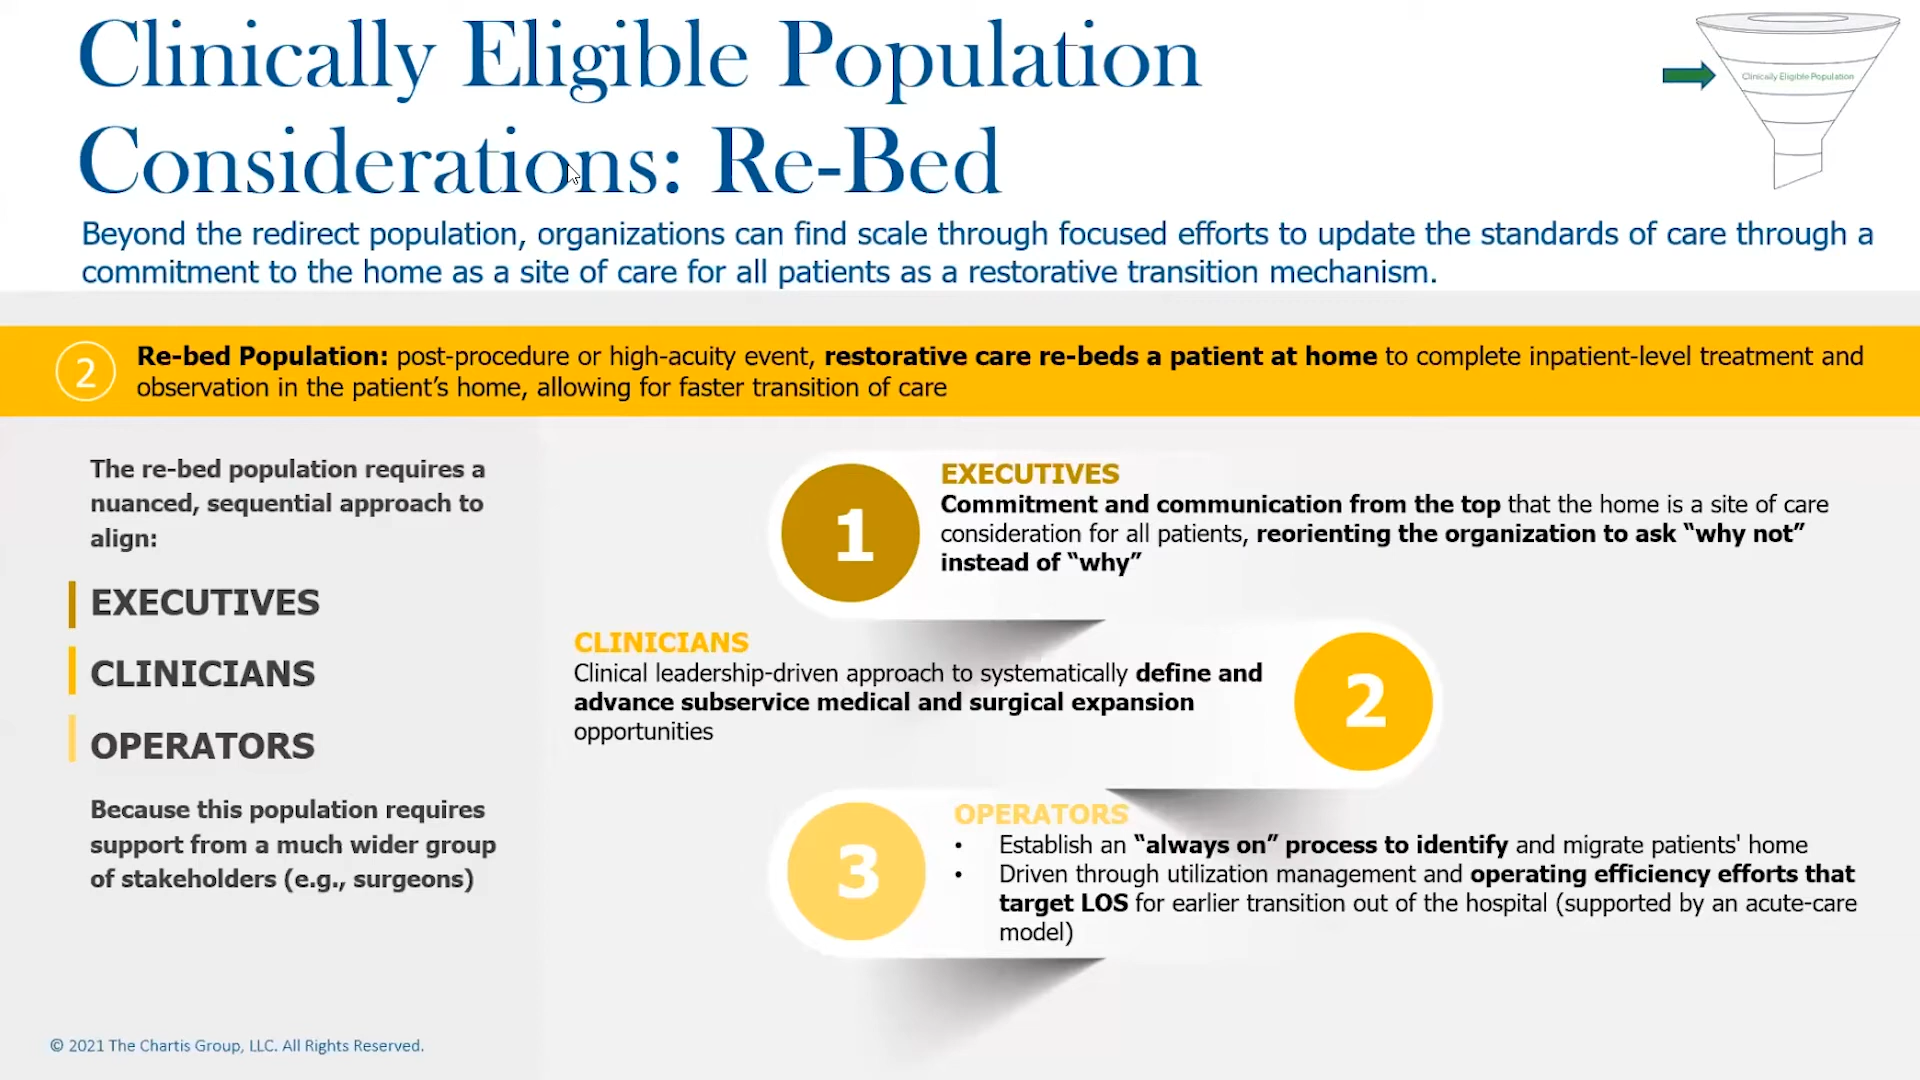 Clinically Eligible Population
Considerations: Re-Bed
Clinically Eligible Population
Beyond the redirect population, organizations can find scale through focused efforts to update the standards of care through a
commitment to the home as a site of care for all patients as a restorative transition mechanism.
2
Re-bed Population: post-procedure or high-acuity event, restorative care re-beds a patient at home to complete inpatient-level treatment and
observation in the patient’s home, allowing for faster transition of care
The re-bed population requires a
nuanced, sequential approach to
align:
EXECUTIVES
CLINICIANS
OPERATORS
Because this population requires
support from a much wider group
of stakeholders (e.g., surgeons)
1
EXECUTIVES
Commitment and communication from the top that the home is a site of care
consideration for all patients, reorienting the organization to ask “why not”
instead of “why”
CLINICIANS
Clinical leadership-driven approach to systematically define and
advance subservice medical and surgical expansion
opportunities
2
3
OPERATORS
• Establish an “always on” process to identify and migrate patients' home
• Driven through utilization management and operating efficiency efforts that
target LOS for earlier transition out of the hospital (supported by an acute-care
model)
© 2021 The Chartis Group, LLC. All Rights Reserved.